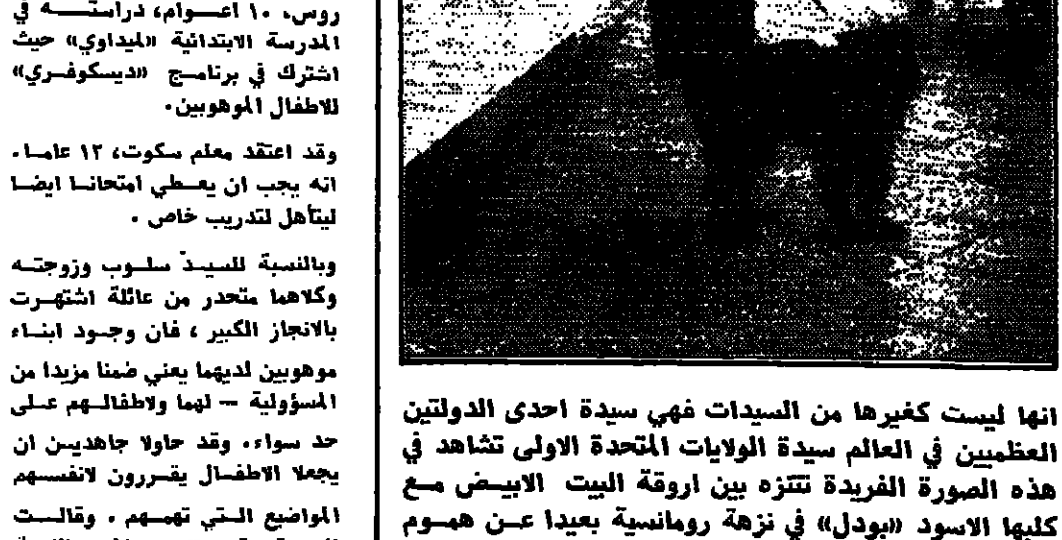 انها ليست كغيرها من السيدات فهي سيدة احدى الدولتين
العظميين في العالم سيدة الولايات المتحدة الاولى تشاهد في
هذه الصورة الفريدة تتنزه بين اروقة البيت الابيض مع
كلبها الاسود «بودل» في نزهة رومانسية بعيدا عن هموم
روس، ١٠ اعوام، دراسته في
المدرسة الابتدائية «ليداوي» حيث
اشترك في برنامج «ديسكوفري»
للاطفال الموهوبين.
وقد اعتقد معلم سكوت، ١٢ عاما.
انه يجب ان يعطي امتحانا ايضا
ليتأهل لتدريب خاص .
وبالنسبة للسيد سلوب وزوجته
وكلاهما متحدر من عائلة اشتهرت
بالانجاز الكبير ، فان وجود ابناء
موهوبين لديهما يعني ضمنا مزيدا من
المسؤولية — لهما ولاطفالهم على
حد سواء. وقد حاولا جاهدين ان
يجعلا الاطفال يقررون لانفسهم
المواضيع التي تهمهم . وقالت